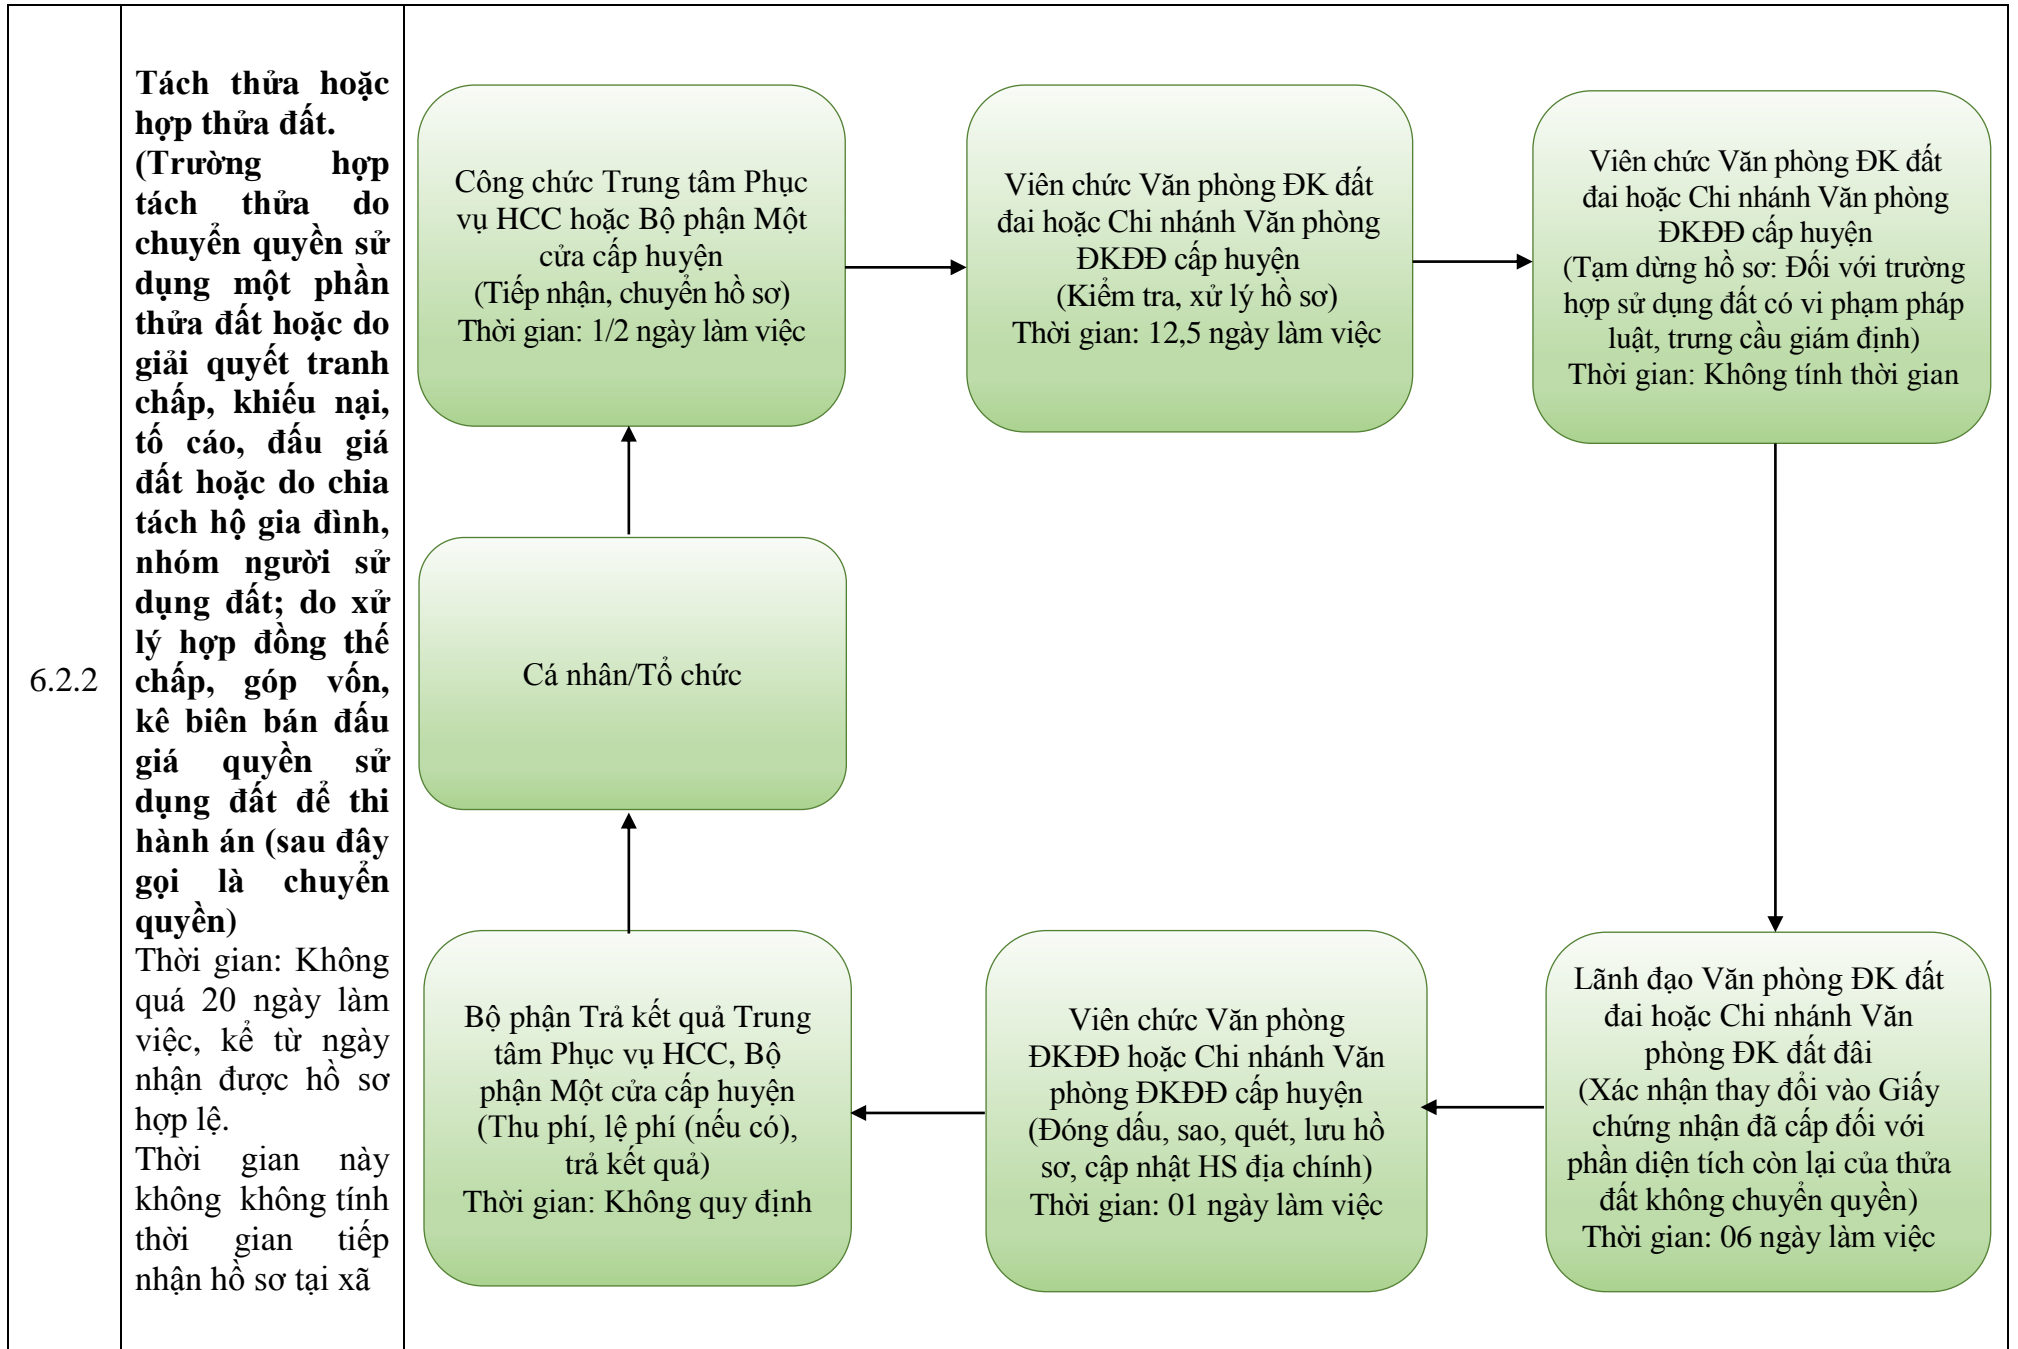 6.2.2
Tách thửa hoặc
hợp thửa đất.
(Trường hợp
tách thửa do
chuyển quyền sử
dụng một phần
thửa đất hoặc do
giải quyết tranh
chấp, khiếu nại,
tố cáo, đấu giá
đất hoặc do chia
tách hộ gia đình,
nhóm người sử
dụng đất; do xử
lý hợp đồng thế
chấp, góp vốn,
kê biên bán đấu
giá quyền sử
dụng đất để thi
hành án (sau đây
gọi là chuyển
quyền)
Thời gian: Không
quá 20 ngày làm
việc, kể từ ngày
nhận được hồ sơ
hợp lệ.
Thời gian này
không không tính
thời gian tiếp
nhận hồ sơ tại xã
Công chức Trung tâm Phục
vụ HCC hoặc Bộ phận Một
cửa cấp huyện
(Tiếp nhận, chuyển hồ sơ)
Thời gian: 1/2 ngày làm việc
Viên chức Văn phòng ĐK đất
đai hoặc Chi nhánh Văn phòng
ĐKĐĐ cấp huyện
(Kiểm tra, xử lý hồ sơ)
Thời gian: 12,5 ngày làm việc
Viên chức Văn phòng ĐK đất
đai hoặc Chi nhánh Văn phòng
ĐKĐĐ cấp huyện
(Tạm dừng hồ sơ: Đối với trường
hợp sử dụng đất có vi phạm pháp
luật, trưng cầu giám định)
Thời gian: Không tính thời gian
Cá nhân/Tổ chức
Bộ phận Trả kết quả Trung
tâm Phục vụ HCC, Bộ
phận Một cửa cấp huyện
(Thu phí, lệ phí (nếu có),
trả kết quả)
Thời gian: Không quy định
Viên chức Văn phòng
ĐKĐĐ hoặc Chi nhánh Văn
phòng ĐKĐĐ cấp huyện
(Đóng dấu, sao, quét, lưu hồ
sơ, cập nhật HS địa chính)
Thời gian: 01 ngày làm việc
Lãnh đạo Văn phòng ĐK đất
đai hoặc Chi nhánh Văn
phòng ĐK đất đâi
(Xác nhận thay đổi vào Giấy
chứng nhận đã cấp đối với
phần diện tích còn lại của thửa
đất không chuyển quyền)
Thời gian: 06 ngày làm việc